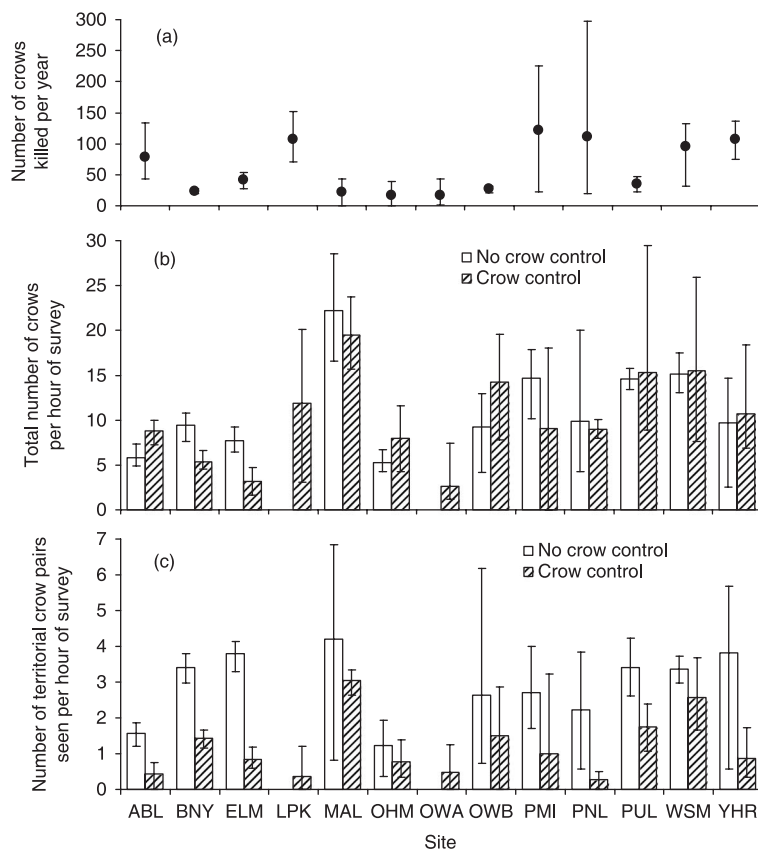 Number of crows
killed per year
300
250
200
150
100
50
0
(a)
Total number of crows
per hour of survey
30
25
20
15
10
5
0
(b)
No crow control
Crow control
Number of territorial crow pairs
seen per hour of survey
7
6
5
4
3
2
1
0
(c)
No crow control
Crow control
ABL BNY ELM LPK MAL OHM OWA OWB PMI PNL PUL WSM YHR
Site